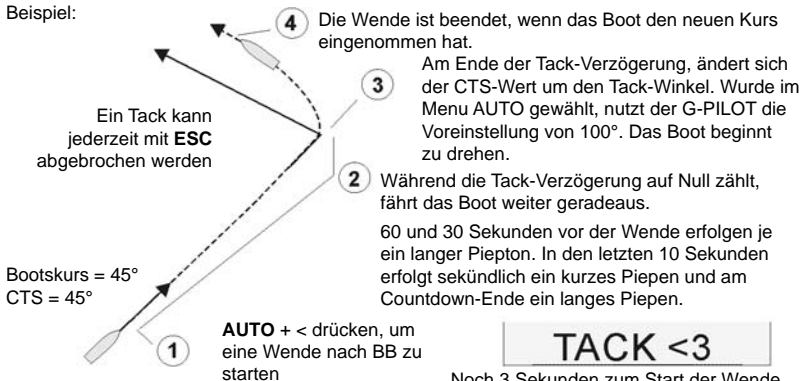 Beispiel:
4
Die Wende ist beendet, wenn das Boot den neuen Kurs
eingenommen hat.
3
Am Ende der Tack-Verzögerung, ändert sich
der CTS-Wert um den Tack-Winkel. Wurde im
Menu AUTO gewählt, nutzt der G-PILOT die
Voreinstellung von 100°. Das Boot beginnt
zu drehen.
Ein Tack kann
jederzeit mit ESC
abgebrochen werden
2
Während die Tack-Verzögerung auf Null zählt,
fährt das Boot weiter geradeaus.
60 und 30 Sekunden vor der Wende erfolgen je
ein langer Piepton. In den letzten 10 Sekunden
erfolgt sekündlich ein kurzes Piepen und am
Countdown-Ende ein langes Piepen.
Bootskurs = 45°
CTS = 45°
1
AUTO + < drücken, um
eine Wende nach BB zu
starten
TACK <3
Noch 3 Sekunden zum Start der Wende